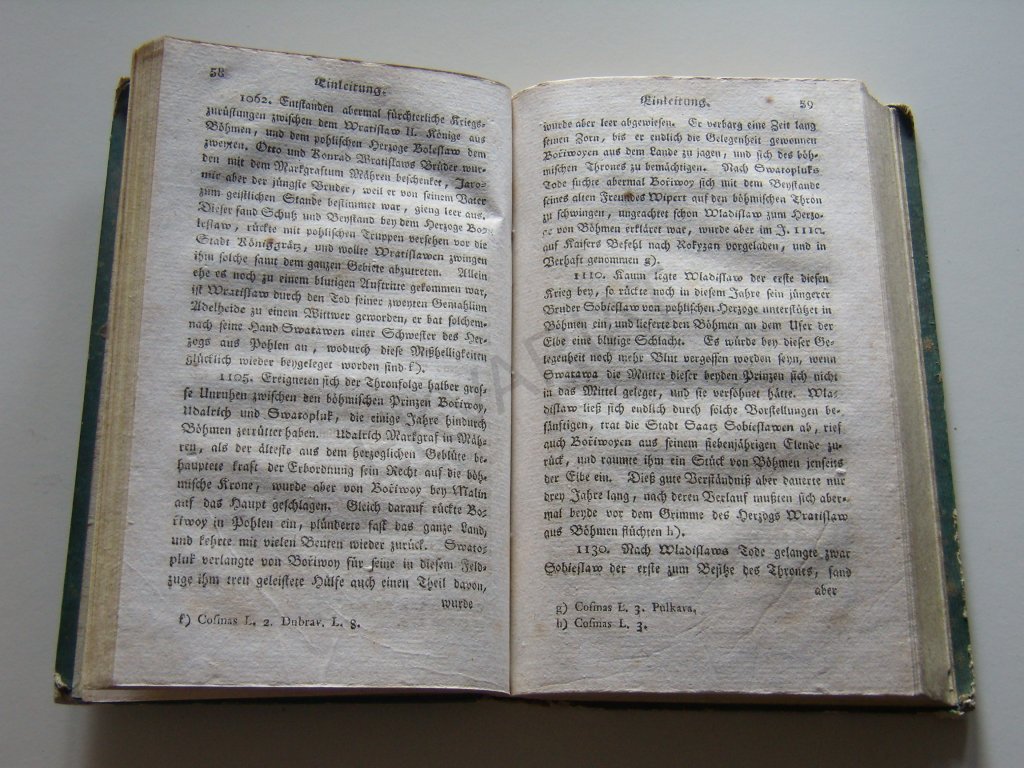 58
Einleitung.
1062. Entstanden abermal fürchterliche Kriegs-
zurüstungen zwischen dem Wratislaw II. Könige aus
Böhmen, und dem pohlischen Herzoge Boleslaw dem
zweyten. Otto und Konrad Wratislaws Brüder wur-
den mit dem Markgraftum Mähren beschenket, Jaro-
mir aber der jüngste Bruder, weil er von seinem Vater
zum geistlichen Stande bestimmet war, gieng leer aus.
Dieser fand Schutz und Beystand bey dem Herzoge Bo-
leslaw, rückte mit pohlischen Truppen versehen vor die
Stadt Königgrätz, und wollte Wratislawen zwingen
ihm solche samt dem ganzen Gebiete abzutreten. Allein
ehe es noch zu einem blutigen Auftritte gekommen war,
ist Wratislaw durch den Tod seiner zweyten Gemahlinn
Adelheide zu einem Wittwer geworden, er bat solchem-
nach seine Hand Swatawen einer Schwester des Her-
zogs aus Pohlen an, wodurch diese Mißhelligkeiten
glücklich wieder beygeleget worden sind f).
1105. Ereigneten sich der Thronfolge halber gros-
se Unruhen zwischen den böhmischen Prinzen Bořiwoy,
Udalrich und Swatopluk, die einige Jahre hindurch
Böhmen zerrüttet haben. Udalrich Markgraf in Mäh-
ren, als der älteste aus dem herzoglichen Geblüte be-
hauptete kraft der Erbordnung sein Recht auf die böh-
mische Krone, wurde aber von Bořiwoy bey Malin
auf das Haupt geschlagen. Gleich darauf rückte Bo-
řiwoy in Pohlen ein, plünderte fast das ganze Land,
und kehrte mit vielen Beuten wieder zurück. Swato-
pluk verlangte von Bořiwoy für seine in diesem Feld-
zuge ihm treu geleistete Hülfe auch einen Theil davon,
wurde
f) Cosmas L. 2. Dubrav. L. 8.
Einleitung. 59
wurde aber leer abgewiesen. Er verbarg eine Zeit lang
seinen Zorn, bis er endlich die Gelegenheit gewonnen
Bořiwoyen aus dem Lande zu jagen, und sich des böh-
mischen Thrones zu bemächtigen. Nach Swatopluks
Tode suchte abermal Bořiwoy sich mit dem Beystande
seines alten Freundes Wipert auf den böhmischen Thron
zu schwingen, ungeachtet schon Wladislaw zum Herzo-
ge von Böhmen erkläret war, wurde aber im J. 1110.
auf Kaisers Befehl nach Rokyzan vorgeladen, und in
Verhaft genommen g).
1110. Kaum legte Wladislaw der erste diesen
Krieg bey, so rückte noch in diesem Jahre sein jüngerer
Bruder Sobieslaw von pohlischen Herzoge unterstützet in
Böhmen ein, und lieferte den Böhmen an dem Ufer der
Elbe eine blutige Schlacht. Es würde bey dieser Ge-
legenheit noch mehr Blut vergossen worden seyn, wenn
Swatawa die Mutter dieser beyden Prinzen sich nicht
in das Mittel geleget, und sie versöhnet hätte. Wla-
dislaw ließ sich endlich durch solche Vorstellungen be-
sänftigen, trat die Stadt Saatz Sobieslawen ab, rief
auch Bořiwoyen aus seinem siebenjährigen Elende zu-
rück, und raumte ihm ein Stück von Böhmen jenseits
der Elbe ein. Dieß gute Verständniß aber dauerte nur
drey Jahre lang, nach deren Verlauf mußten sich aber-
mal beyde vor dem Grimme des Herzogs Wratislaw
aus Böhmen flüchten h).
1130. Nach Wladislaws Tode gelangte zwar
Sobieslaw der erste zum Besitze des Thrones, fand
aber
g) Cosmas L. 3. Pulkava.
h) Cosmas L. 3.